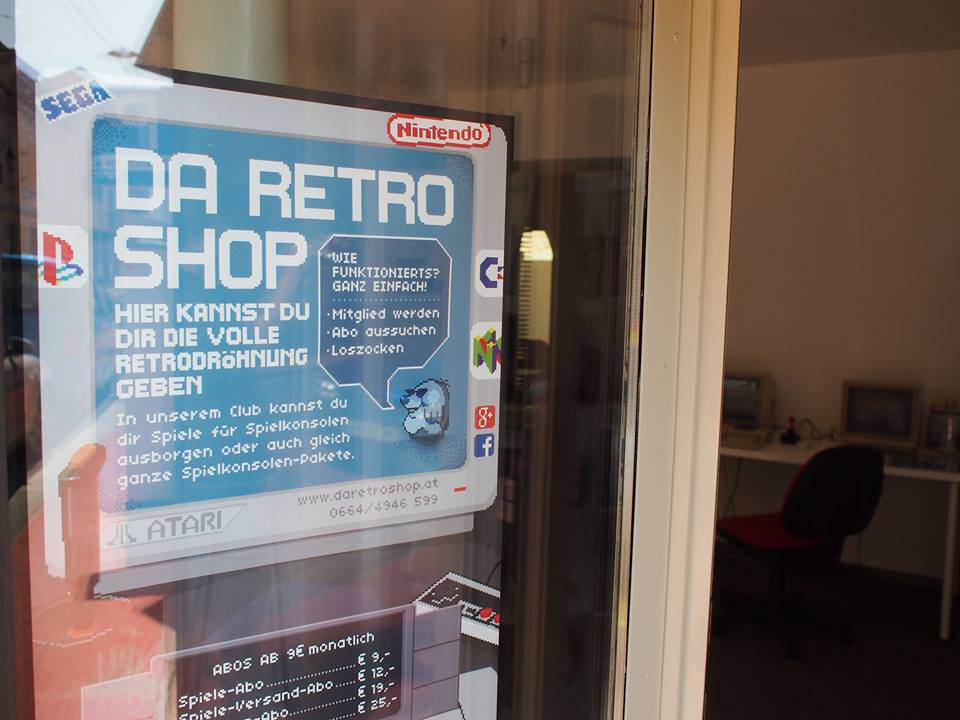 SEGA
Nintendo
DA RETRO
SHOP
WIE
FUNKTIONIERTS?
GANZ EINFACH!
·Mitglied werden
·Abo aussuchen
·Loszocken
HIER KANNST DU
DIR DIE VOLLE
RETRODRöHNUNG
GEBEN
In unserem Club kannst du
dir Spiele für Spielkonsolen
ausborgen oder auch gleich
ganze Spielkonsolen-Pakete.
g+
f
www.daretroshop.at
0664/4946 599
ATARI
ABOS AB 9€ monatlich
Spiele-Abo....................€ 9,-
Spiele-Versand-Abo.....€ 12,-
€ 19,-
-Abo....................€ 25,-